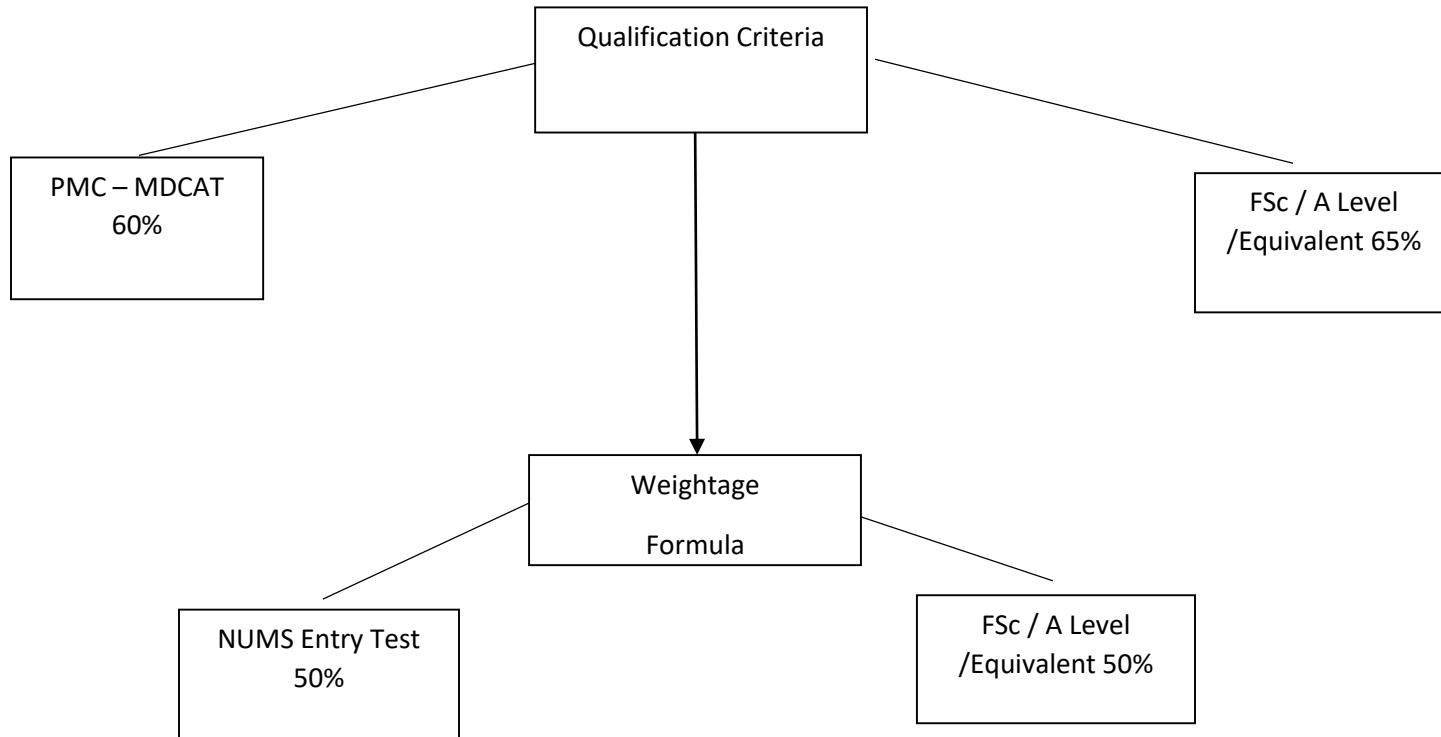 Qualification Criteria
PMC – MDCAT
60%
FSc / A Level
/Equivalent 65%
Weightage
Formula
NUMS Entry Test
50%
FSc / A Level
/Equivalent 50%